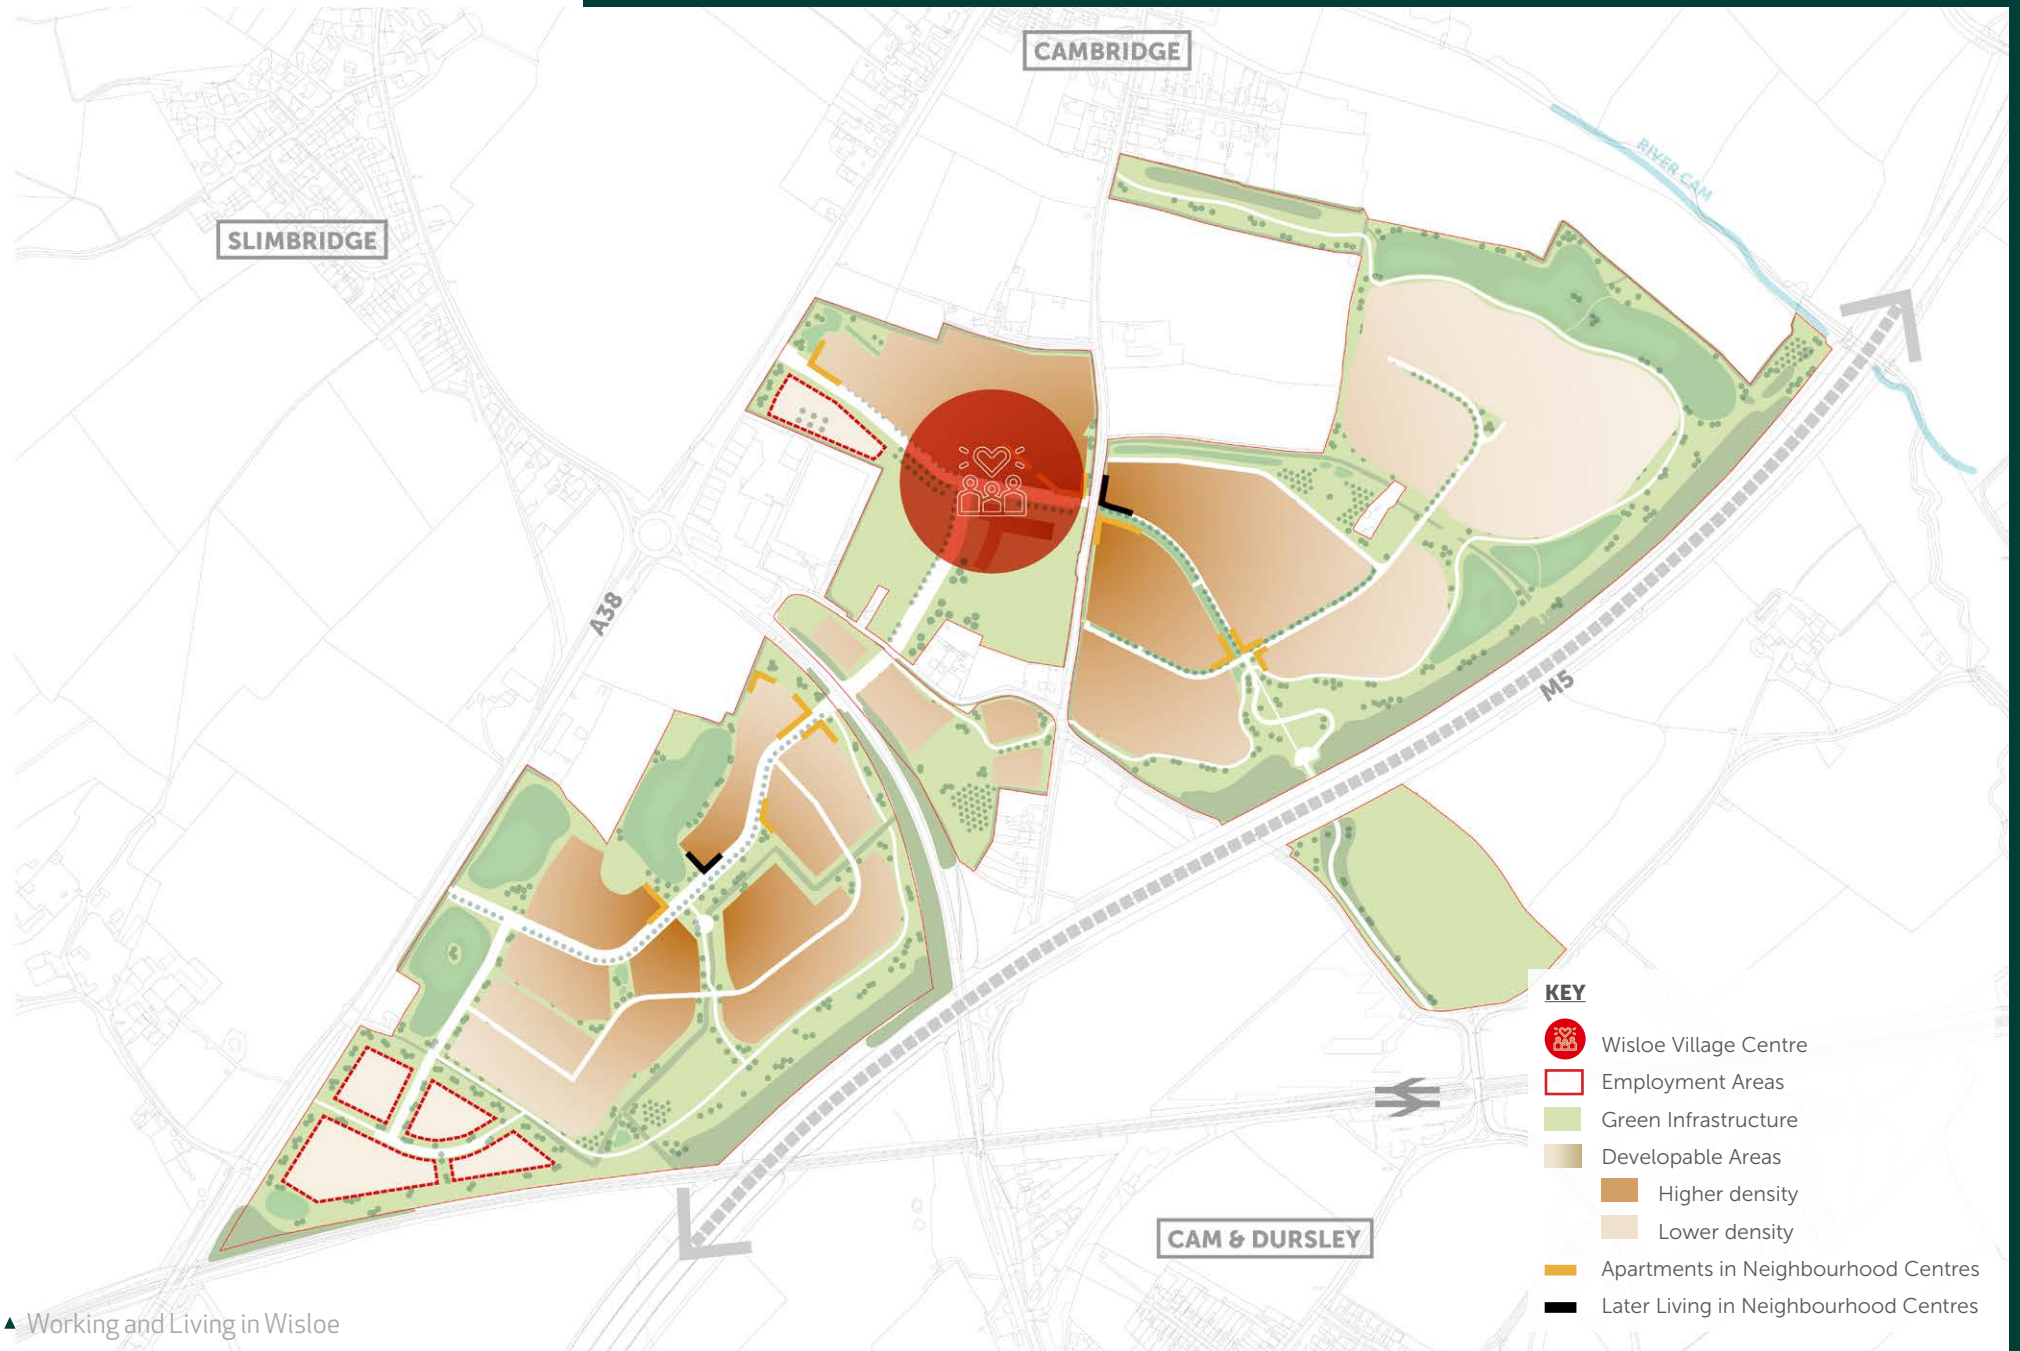 CAMBRIDGE
RIVER CAM
SLIMBRIDGE
A38
M5
KEY
Wisloe Village Centre
Employment Areas
Green Infrastructure
Developable Areas
Higher density
Lower density
Apartments in Neighbourhood Centres
Later Living in Neighbourhood Centres
CAM & DURSLEY
▲ Working and Living in Wisloe